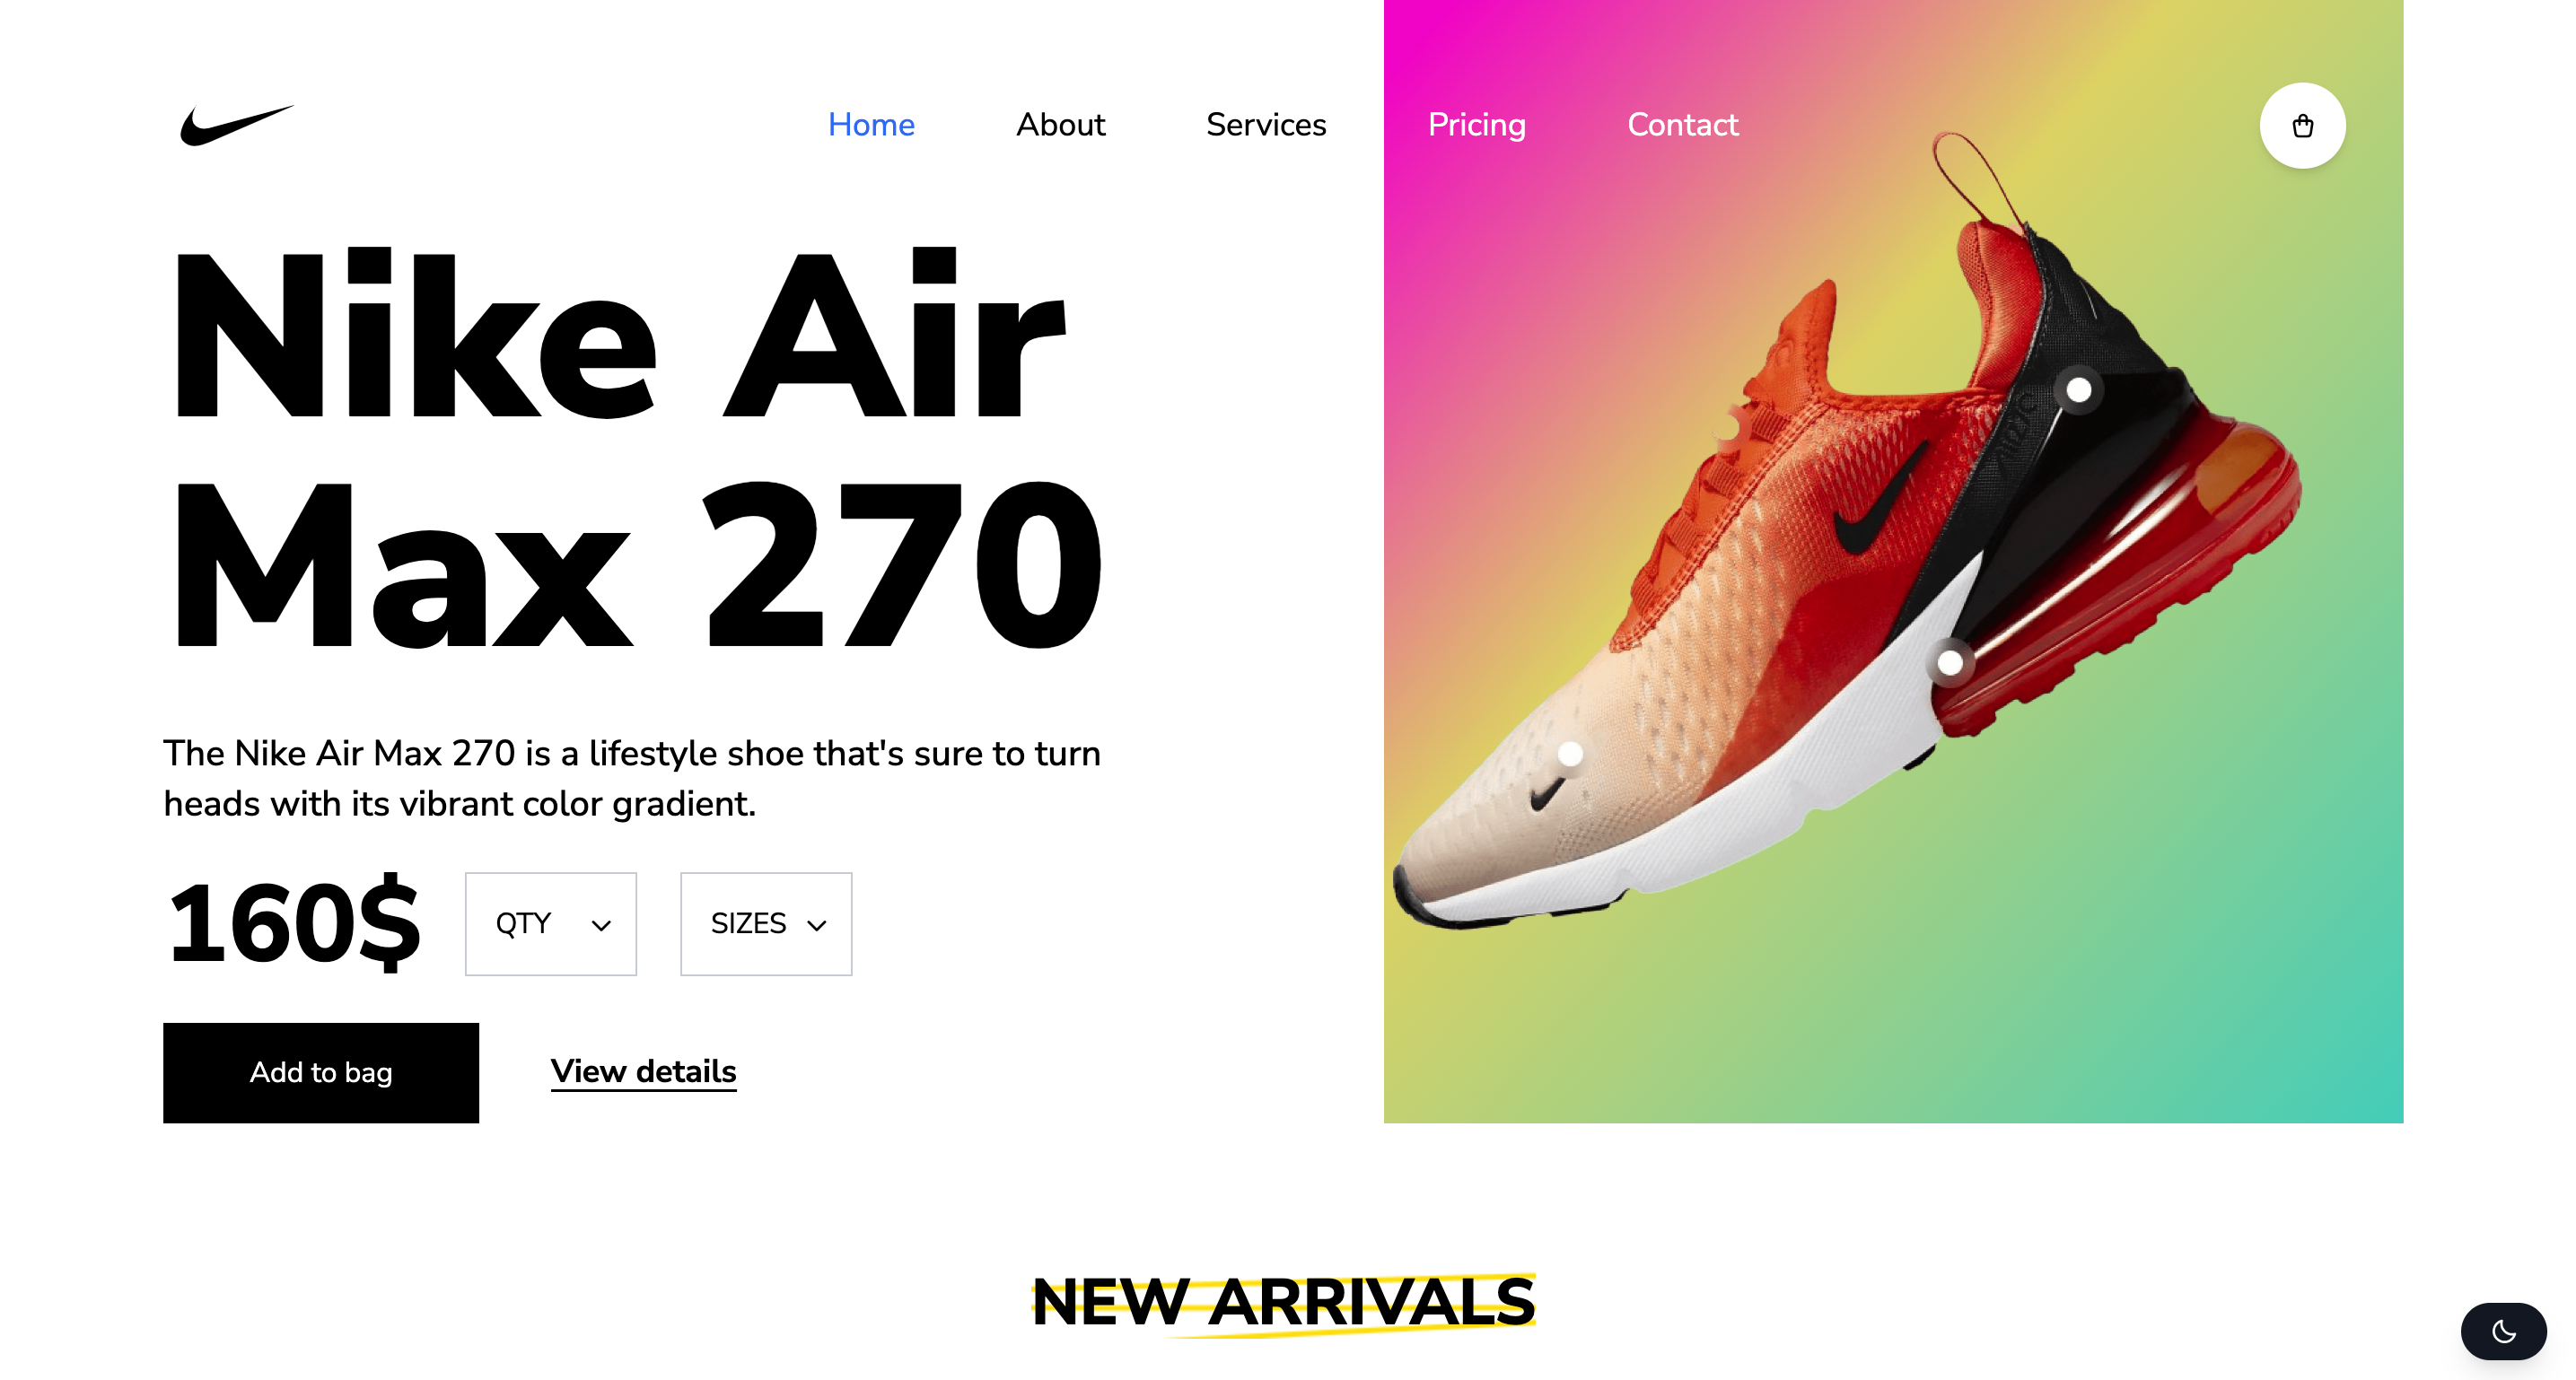 Home About Services Pricing Contact
Nike Air
Max 270
The Nike Air Max 270 is a lifestyle shoe that's sure to turn
heads with its vibrant color gradient.
160$ QTY SIZES
Add to bag View details
NEW ARRIVALS